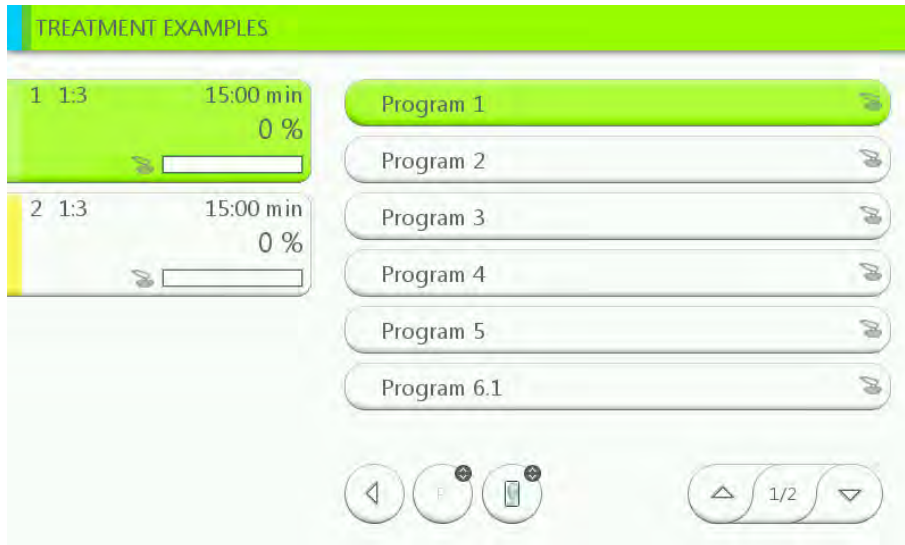 TREATMENT EXAMPLES
1 1:3 15:00 min
0 %
2 1:3 15:00 min
0 %
Program 1
Program 2
Program 3
Program 4
Program 5
Program 6.1
P
1/2